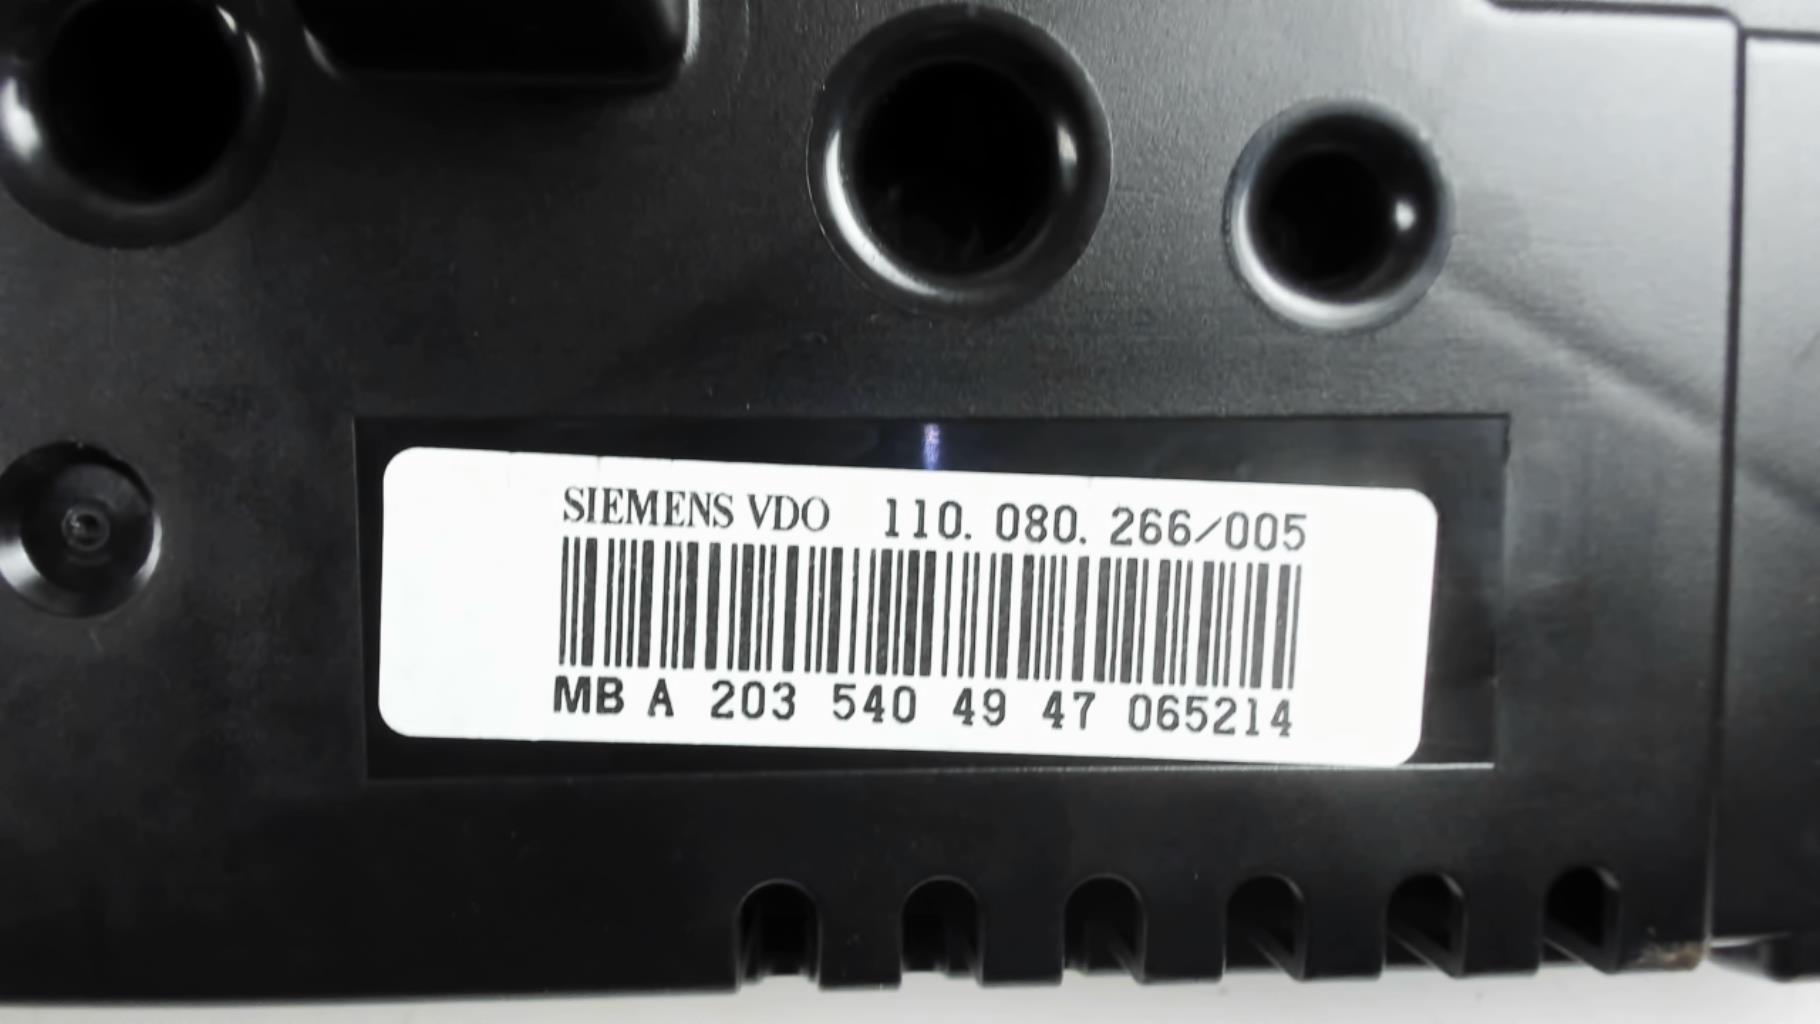 SIEMENS VDO 110. 080. 266/005
MB A 203 540 49 47 065214